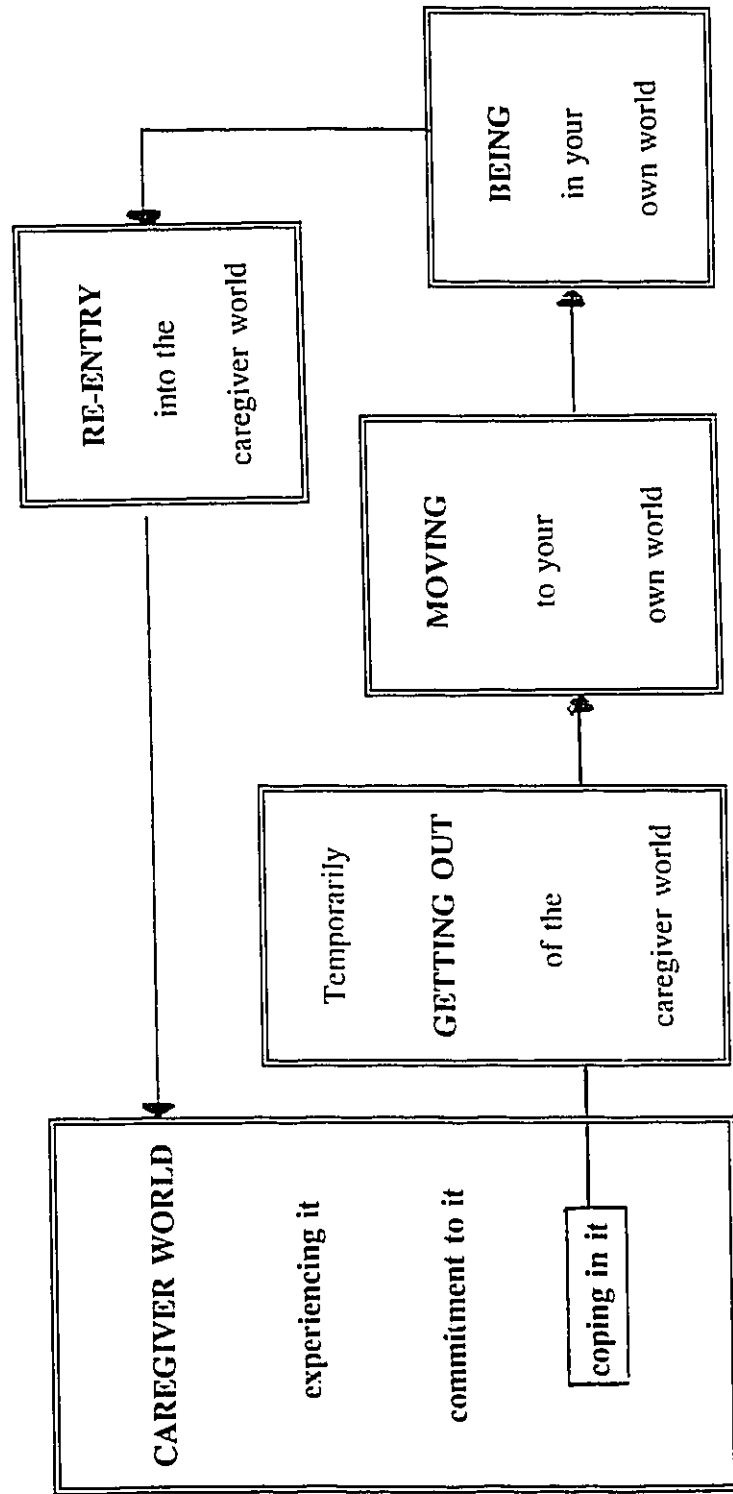 CAREGIVER WORLD
experiencing it
commitment to it
coping in it
Temporarily
GETTING OUT
of the
caregiver world
MOVING
to your
own world
BEING
in your
own world
RE-ENTRY
into the
caregiver world